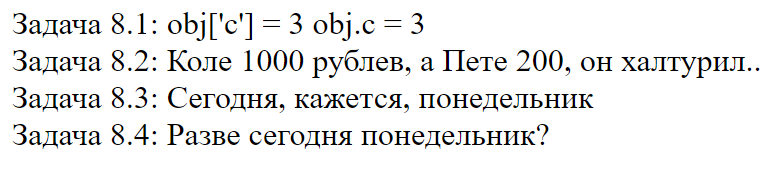 Задача 8.1: obj['c'] = 3 obj.c = 3
Задача 8.2: Коле 1000 рублев, а Пете 200, он халтурил..
Задача 8.3: Сегодня, кажется, понедельник
Задача 8.4: Разве сегодня понедельник?